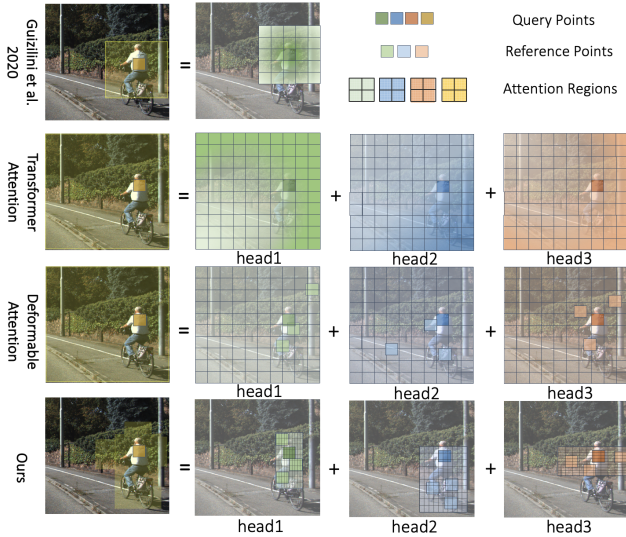 Guizilini et al.
2020
=
Query Points
Reference Points
Attention Regions
Transformer
Attention
=
+
+
head1
head2
head3
Deformable
Attention
=
+
+
head1
head2
head3
Ours
=
+
+
head1
head2
head3